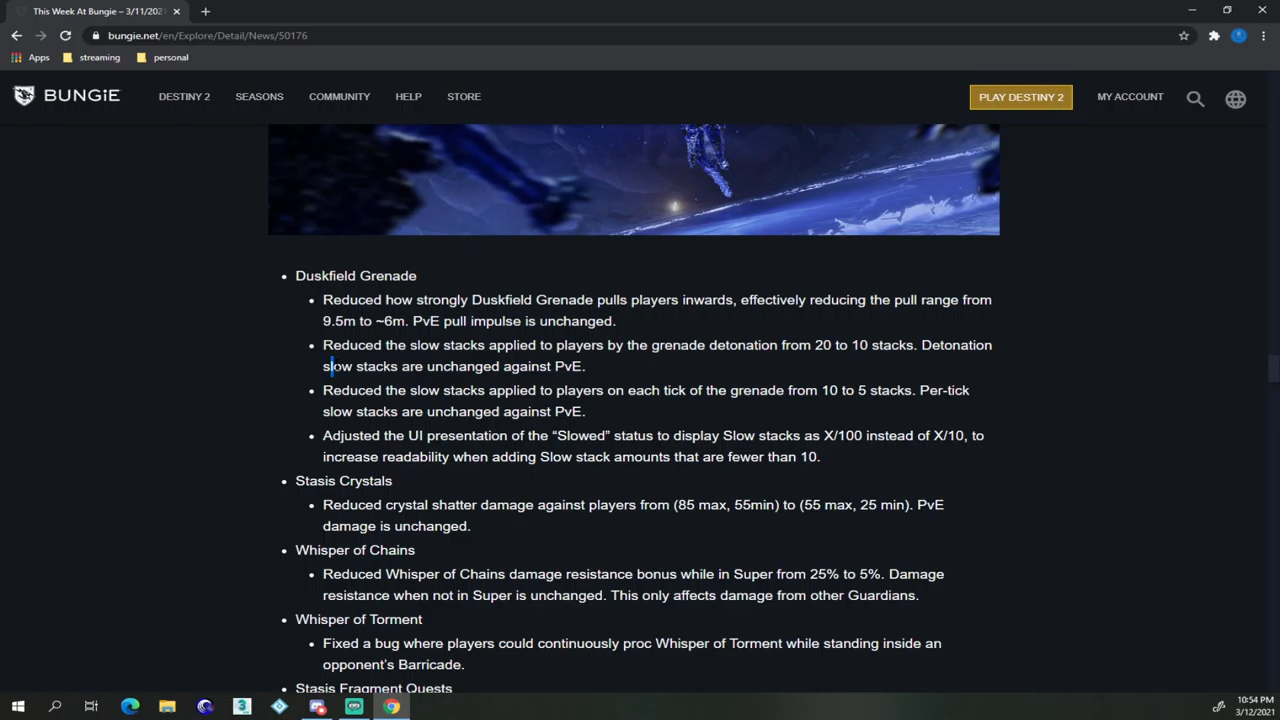 This Week At Bungie – 3/11/2021
bungie.net/en/Explore/Detail/News/50176
Apps streaming personal
BUNGiE DESTINY 2 SEASONS COMMUNITY HELP STORE PLAY DESTINY 2 MY ACCOUNT
Duskfield Grenade
Reduced how strongly Duskfield Grenade pulls players inwards, effectively reducing the pull range from
9.5m to ~6m. PvE pull impulse is unchanged.
Reduced the slow stacks applied to players by the grenade detonation from 20 to 10 stacks. Detonation
slow stacks are unchanged against PvE.
Reduced the slow stacks applied to players on each tick of the grenade from 10 to 5 stacks. Per-tick
slow stacks are unchanged against PvE.
Adjusted the UI presentation of the “Slowed” status to display Slow stacks as X/100 instead of X/10, to
increase readability when adding Slow stack amounts that are fewer than 10.
Stasis Crystals
Reduced crystal shatter damage against players from (85 max, 55min) to (55 max, 25 min). PvE
damage is unchanged.
Whisper of Chains
Reduced Whisper of Chains damage resistance bonus while in Super from 25% to 5%. Damage
resistance when not in Super is unchanged. This only affects damage from other Guardians.
Whisper of Torment
Fixed a bug where players could continuously proc Whisper of Torment while standing inside an
opponent's Barricade.
Stasis Fragment Quests
10:54 PM
3/12/2021